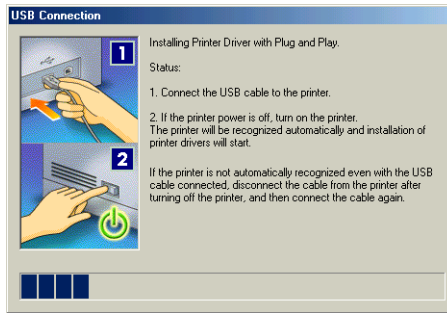 USB Connection
1
Installing Printer Driver with Plug and Play.
Status:
1. Connect the USB cable to the printer.
2. If the printer power is off, turn on the printer.
The printer will be recognized automatically and installation of
printer drivers will start.
2
If the printer is not automatically recognized even with the USB
cable connected, disconnect the cable from the printer after
turning off the printer, and then connect the cable again.